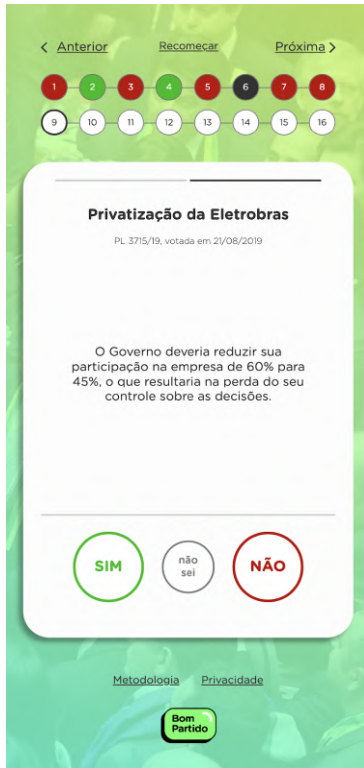 Anterior
Recomeçar
Próxima
1 2 3 4 5 6 7 8
9 10 11 12 13 14 15 16
Privatização da Eletrobras
PL 3715/19, votada em 21/08/2019
O Governo deveria reduzir sua
participação na empresa de 60% para
45%, o que resultaria na perda do seu
controle sobre as decisões.
SIM
não
sei
NÃO
Metodologia Privacidade
Bom
Partido